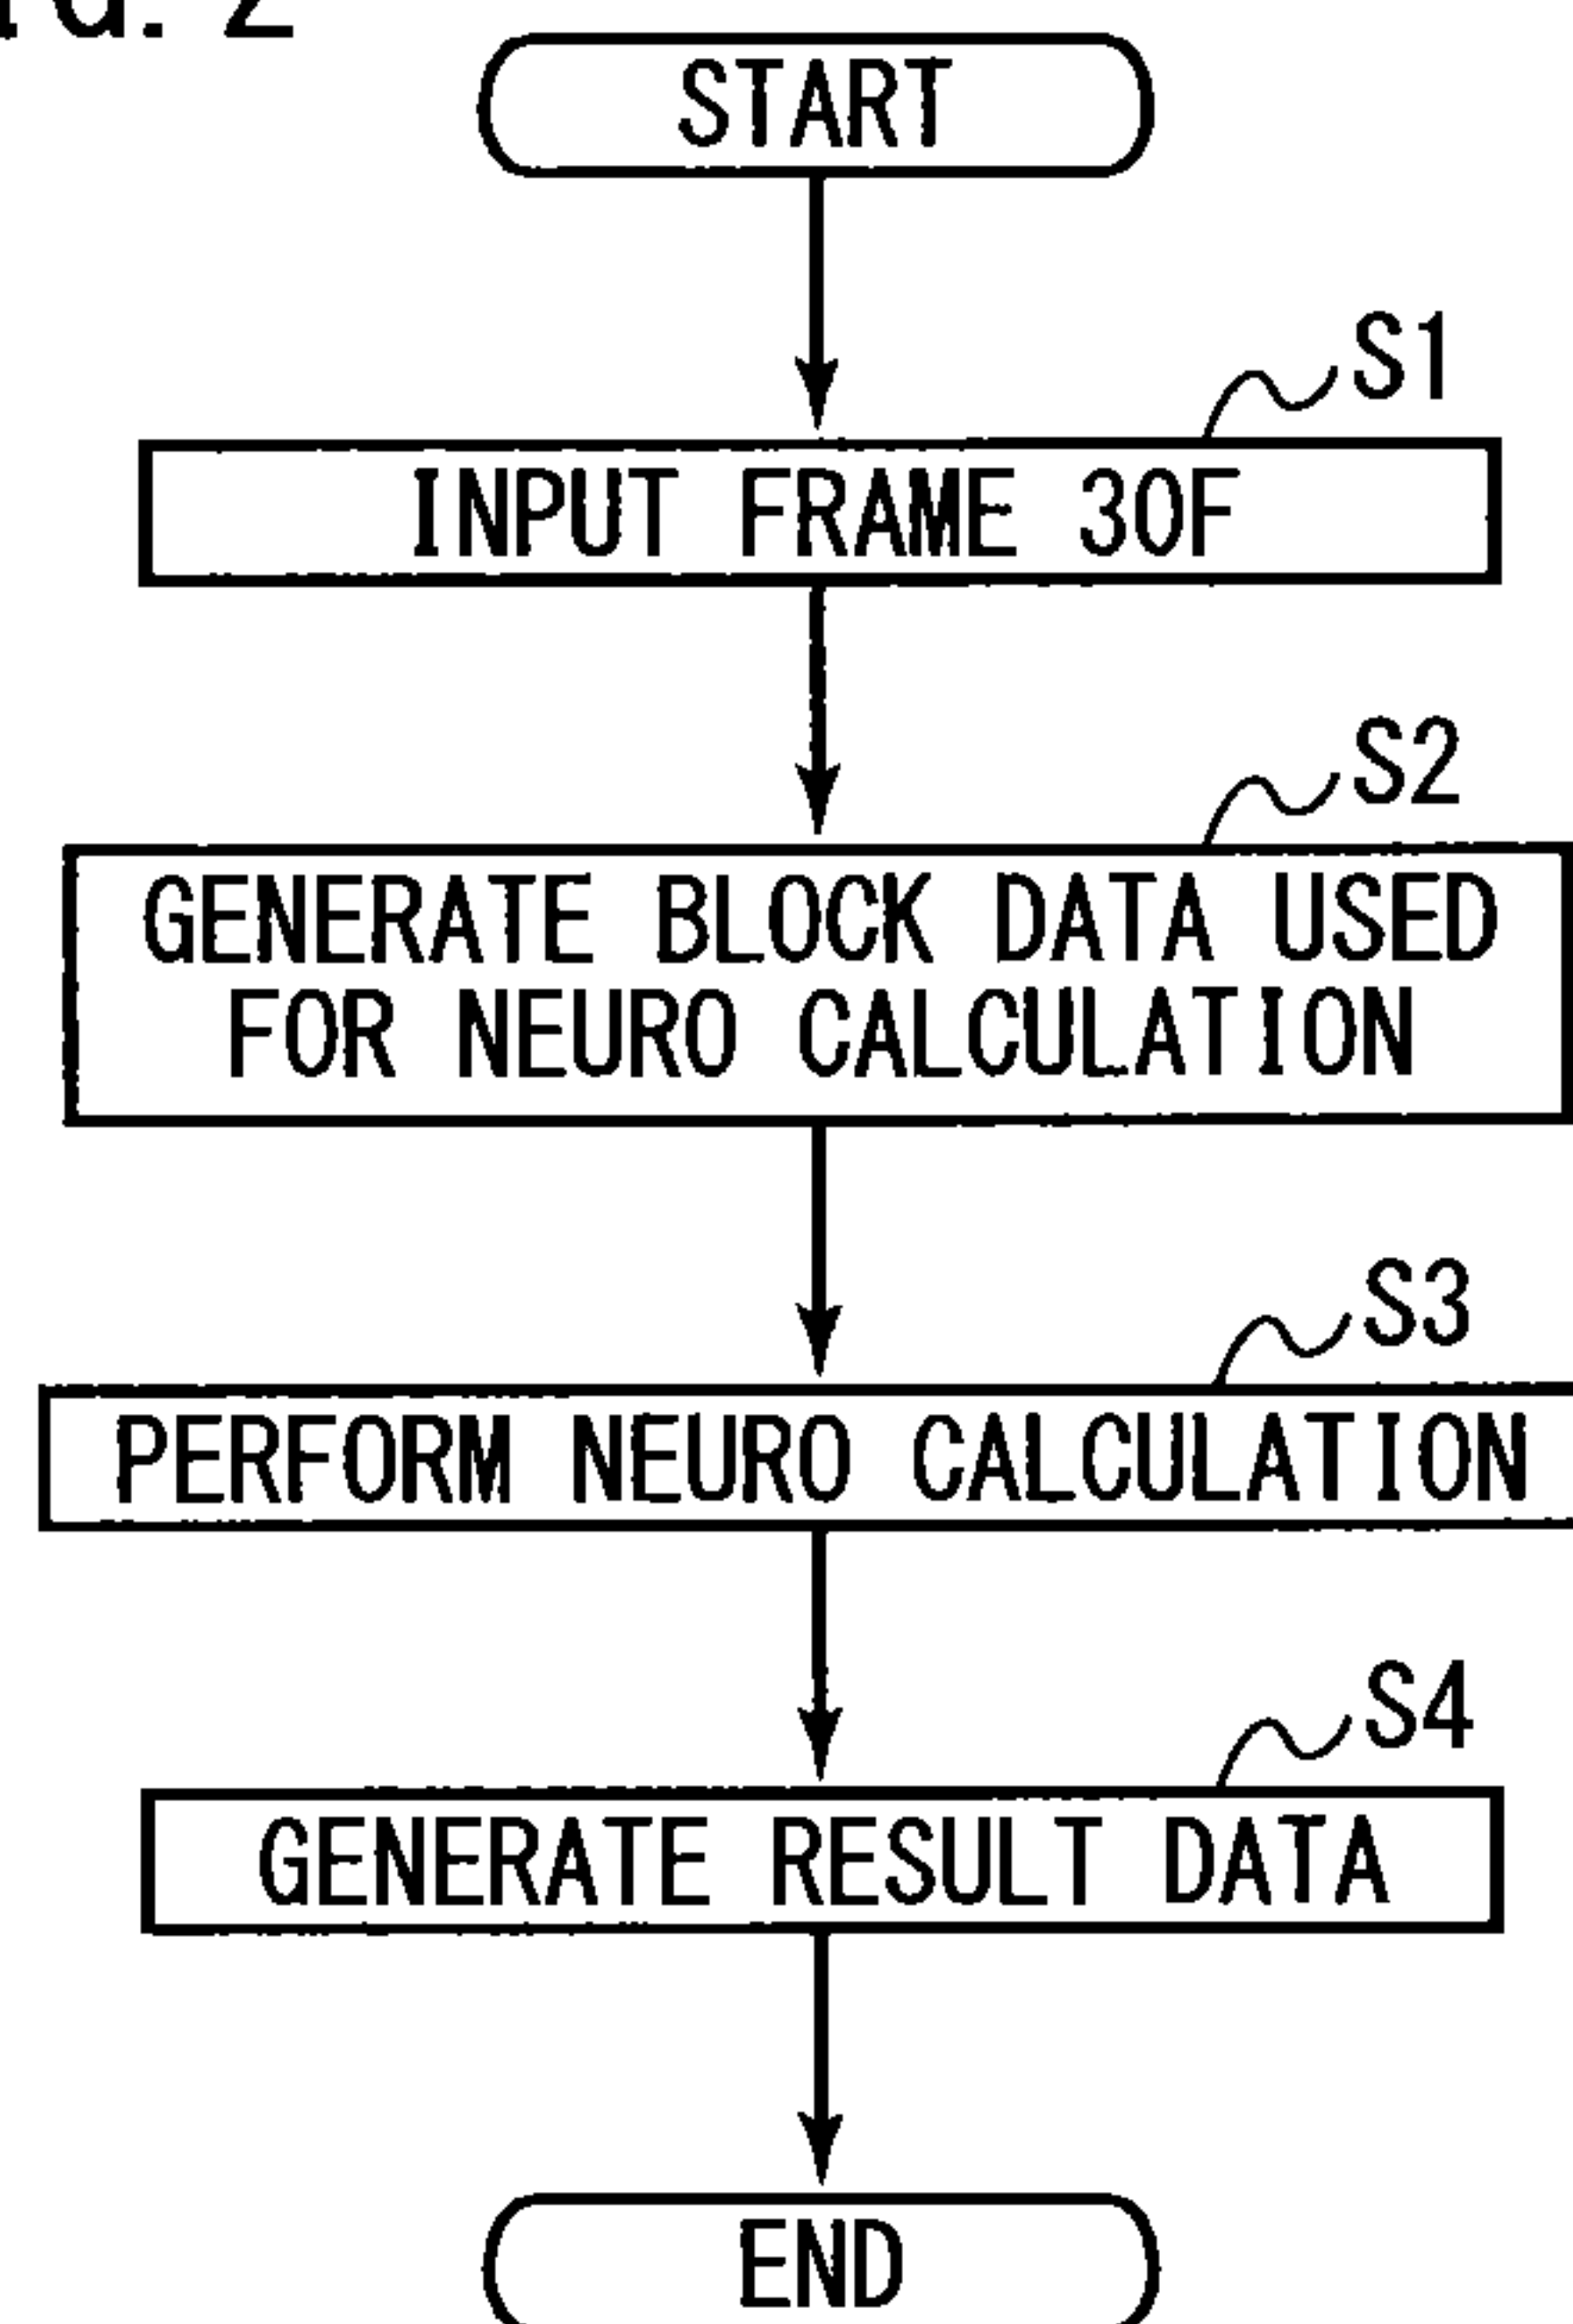 G. 2
START
S1
INPUT FRAME 30F
S2
GENERATE BLOCK DATA USED
FOR NEURO CALCULATION
S3
PERFORM NEURO CALCULATION
S4
GENERATE RESULT DATA
END